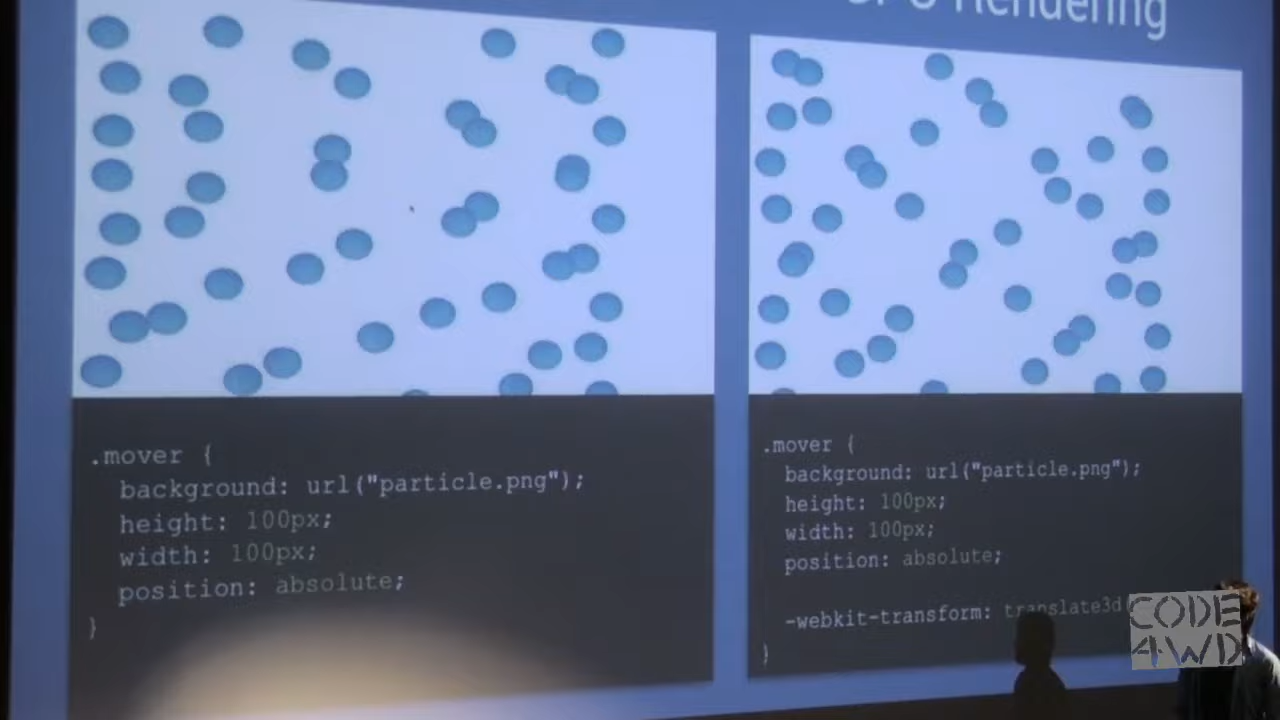 Rendering
.mover {
background: url("particle.png");
height: 100px;
width: 100px;
position: absolute;
}
.mover {
background: url("particle.png");
height: 100px;
width: 100px;
position: absolute;
-webkit-transform: translate3d
}
CODE
4WD